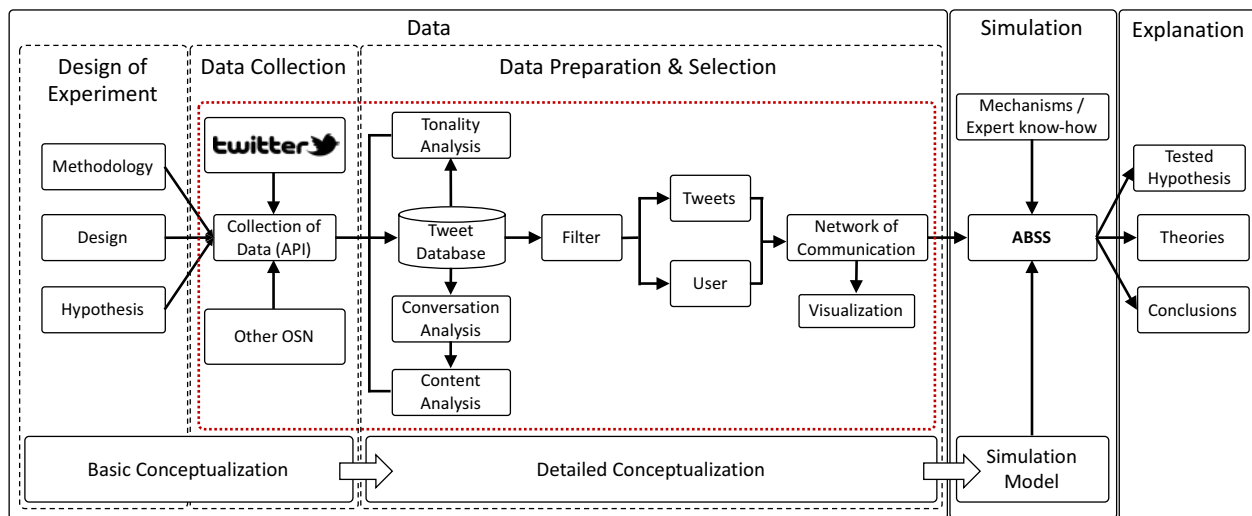 Data
Simulation
Explanation
Design of
Experiment
Data Collection
Data Preparation & Selection
Methodology
Design
Hypothesis
twitter
Collection of
Data (API)
Other OSN
Tonality
Analysis
Tweet
Database
Conversation
Analysis
Content
Analysis
Filter
Tweets
User
Network of
Communication
Visualization
Mechanisms /
Expert know-how
ABSS
Simulation
Model
Tested
Hypothesis
Theories
Conclusions
Basic Conceptualization
Detailed Conceptualization